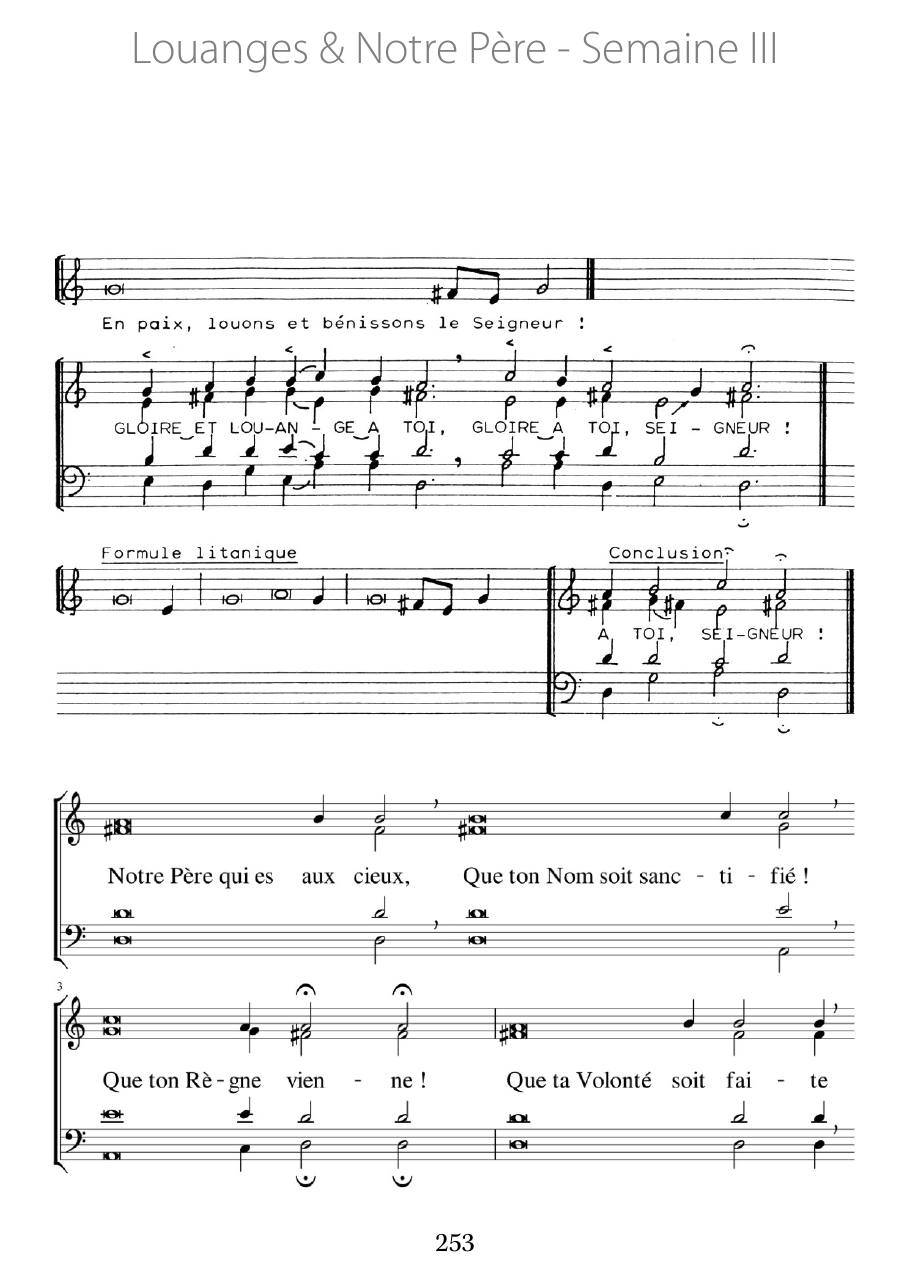 Louanges & Notre Père - Semaine III
En paix, louons et bénissons le Seigneur !
GLOIRE ET LOU-AN - GE A TOI, GLOIRE A TOI, SEI - GNEUR !
Formule litanique Conclusion
A TOI, SEI-GNEUR !
Notre Père qui es aux cieux, Que ton Nom soit sanc - ti - fié !
3
Que ton Rè - gne vien - ne ! Que ta Volonté soit fai - te
253